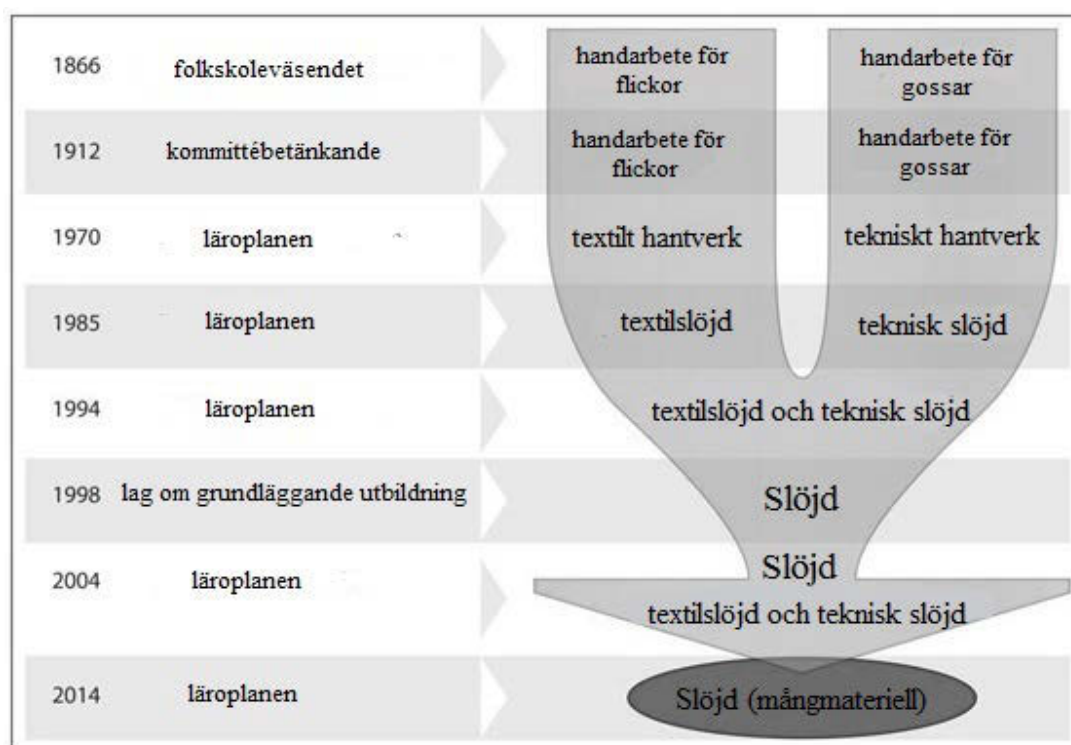 1866 folkskoleväsendet handarbete för flickor handarbete för gossar
1912 kommittébetänkande handarbete för flickor handarbete för gossar
1970 läroplanen textilt hantverk tekniskt hantverk
1985 läroplanen textilslöjd teknisk slöjd
1994 läroplanen textilslöjd och teknisk slöjd
1998 lag om grundläggande utbildning Slöjd
2004 läroplanen Slöjd
textilslöjd och teknisk slöjd
2014 läroplanen Slöjd (mångmateriell)